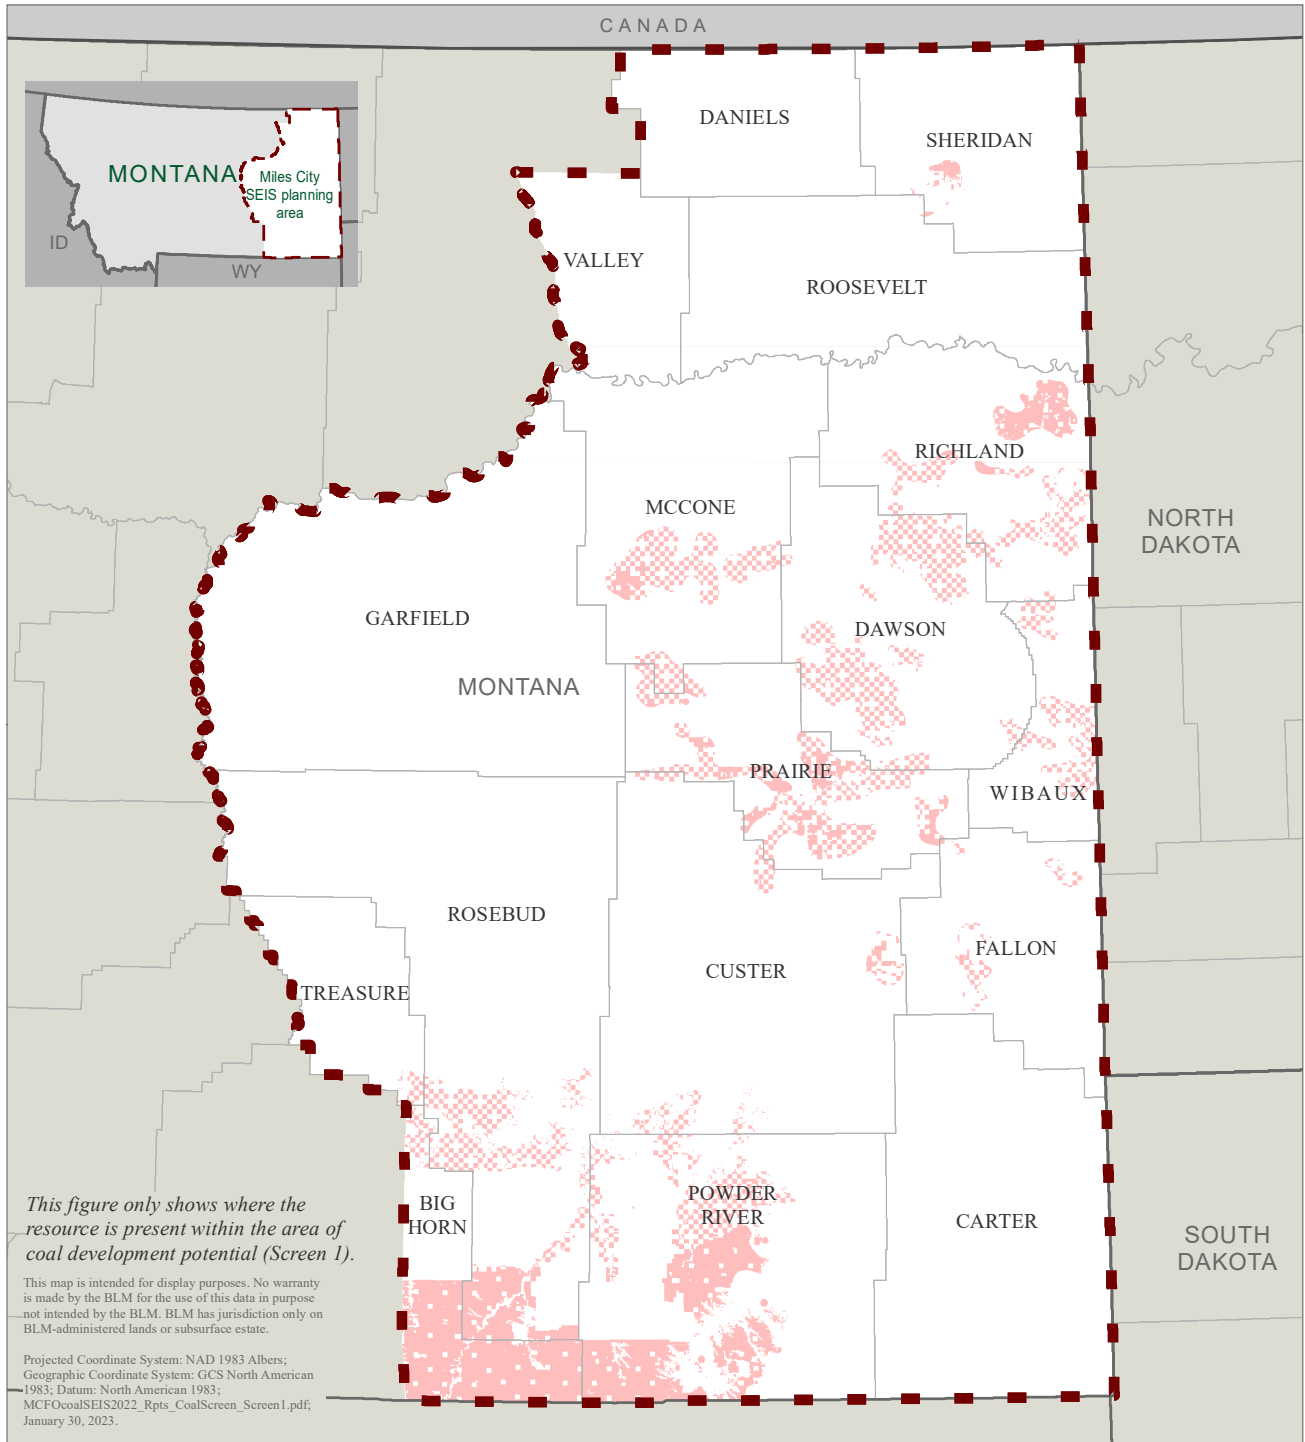 CANADA
DANIELS
SHERIDAN
MONTANA
Miles City
SEIS planning
area
ID
WY
VALLEY
ROOSEVELT
RICHLAND
MCCONE
NORTH
DAKOTA
GARFIELD
DAWSON
MONTANA
PRAIRIE
WIBAUX
ROSEBUD
FALLON
CUSTER
TREASURE
POWDER
RIVER
BIG
HORN
CARTER
SOUTH
DAKOTA
This figure only shows where the
resource is present within the area of
coal development potential (Screen 1).
This map is intended for display purposes. No warranty
is made by the BLM for the use of this data in purpose
not intended by the BLM. BLM has jurisdiction only on
BLM-administered lands or subsurface estate.
Projected Coordinate System: NAD 1983 Albers;
Geographic Coordinate System: GCS North American
1983; Datum: North American 1983;
MCFOcoalSEIS2022_Rpts_CoalScreen_Screen1.pdf;
January 30, 2023.